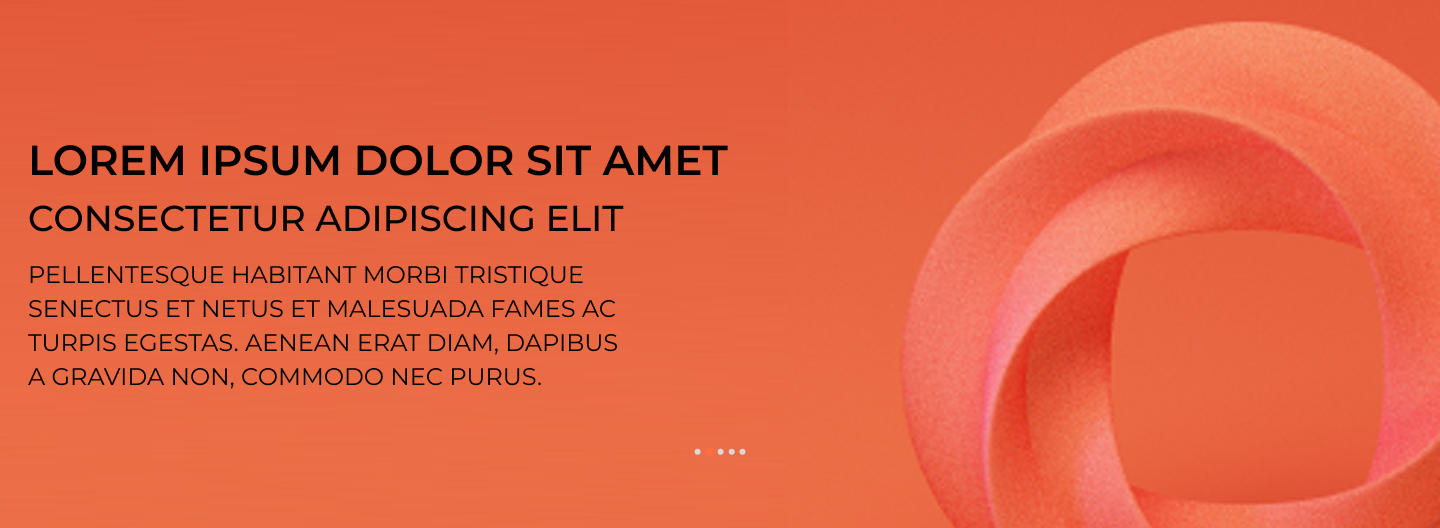 LOREM IPSUM DOLOR SIT AMET
CONSECTETUR ADIPISCING ELIT
PELLENTESQUE HABITANT MORBI TRISTIQUE
SENECTUS ET NETUS ET MALESUADA FAMES AC
TURPIS EGESTAS. AENEAN ERAT DIAM, DAPIBUS
A GRAVIDA NON, COMMODO NEC PURUS.